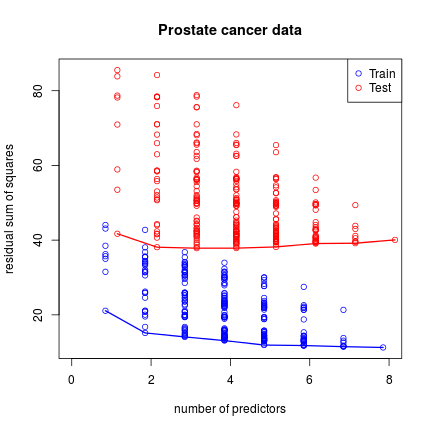 Prostate cancer data
Train
Test
residual sum of squares
80
60
40
20
0 2 4 6 8
number of predictors